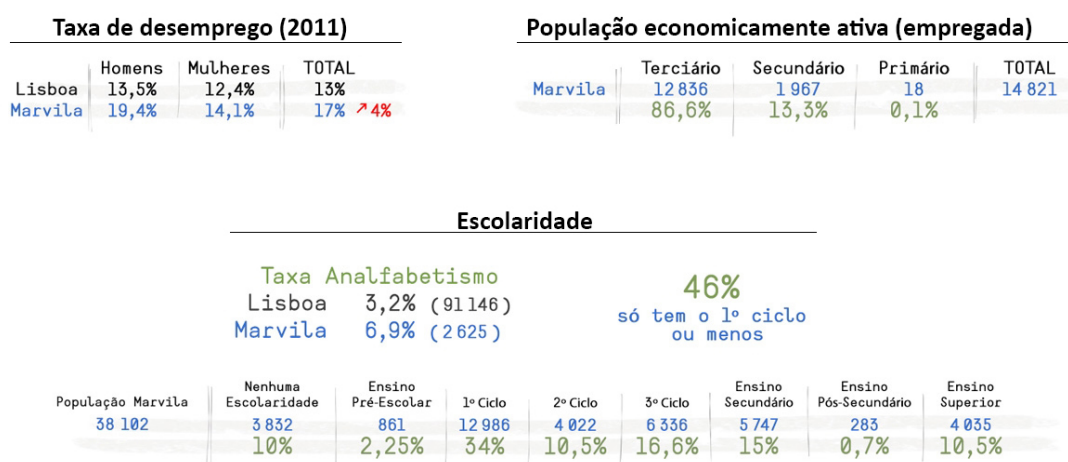 Taxa de desemprego (2011)
Homens Mulheres TOTAL
Lisboa 13,5% 12,4% 13%
Marvila 19,4% 14,1% 17% ↗4%
População economicamente ativa (empregada)
Terciário Secundário Primário TOTAL
Marvila 12 836 1 967 18 14 821
86,6% 13,3% 0,1%
Escolaridade
Taxa Analfabetismo
Lisboa 3,2% (91 146)
Marvila 6,9% (2 625)
46%
só tem o 1º ciclo
ou menos
População Marvila Nenhuma Escolaridade Ensino Pré-Escolar 1º Ciclo 2º Ciclo 3º Ciclo Ensino Secundário Ensino Pós-Secundário Ensino Superior
38 102 3 832 861 12 986 4 022 6 336 5 747 283 4 035
10% 2,25% 34% 10,5% 16,6% 15% 0,7% 10,5%